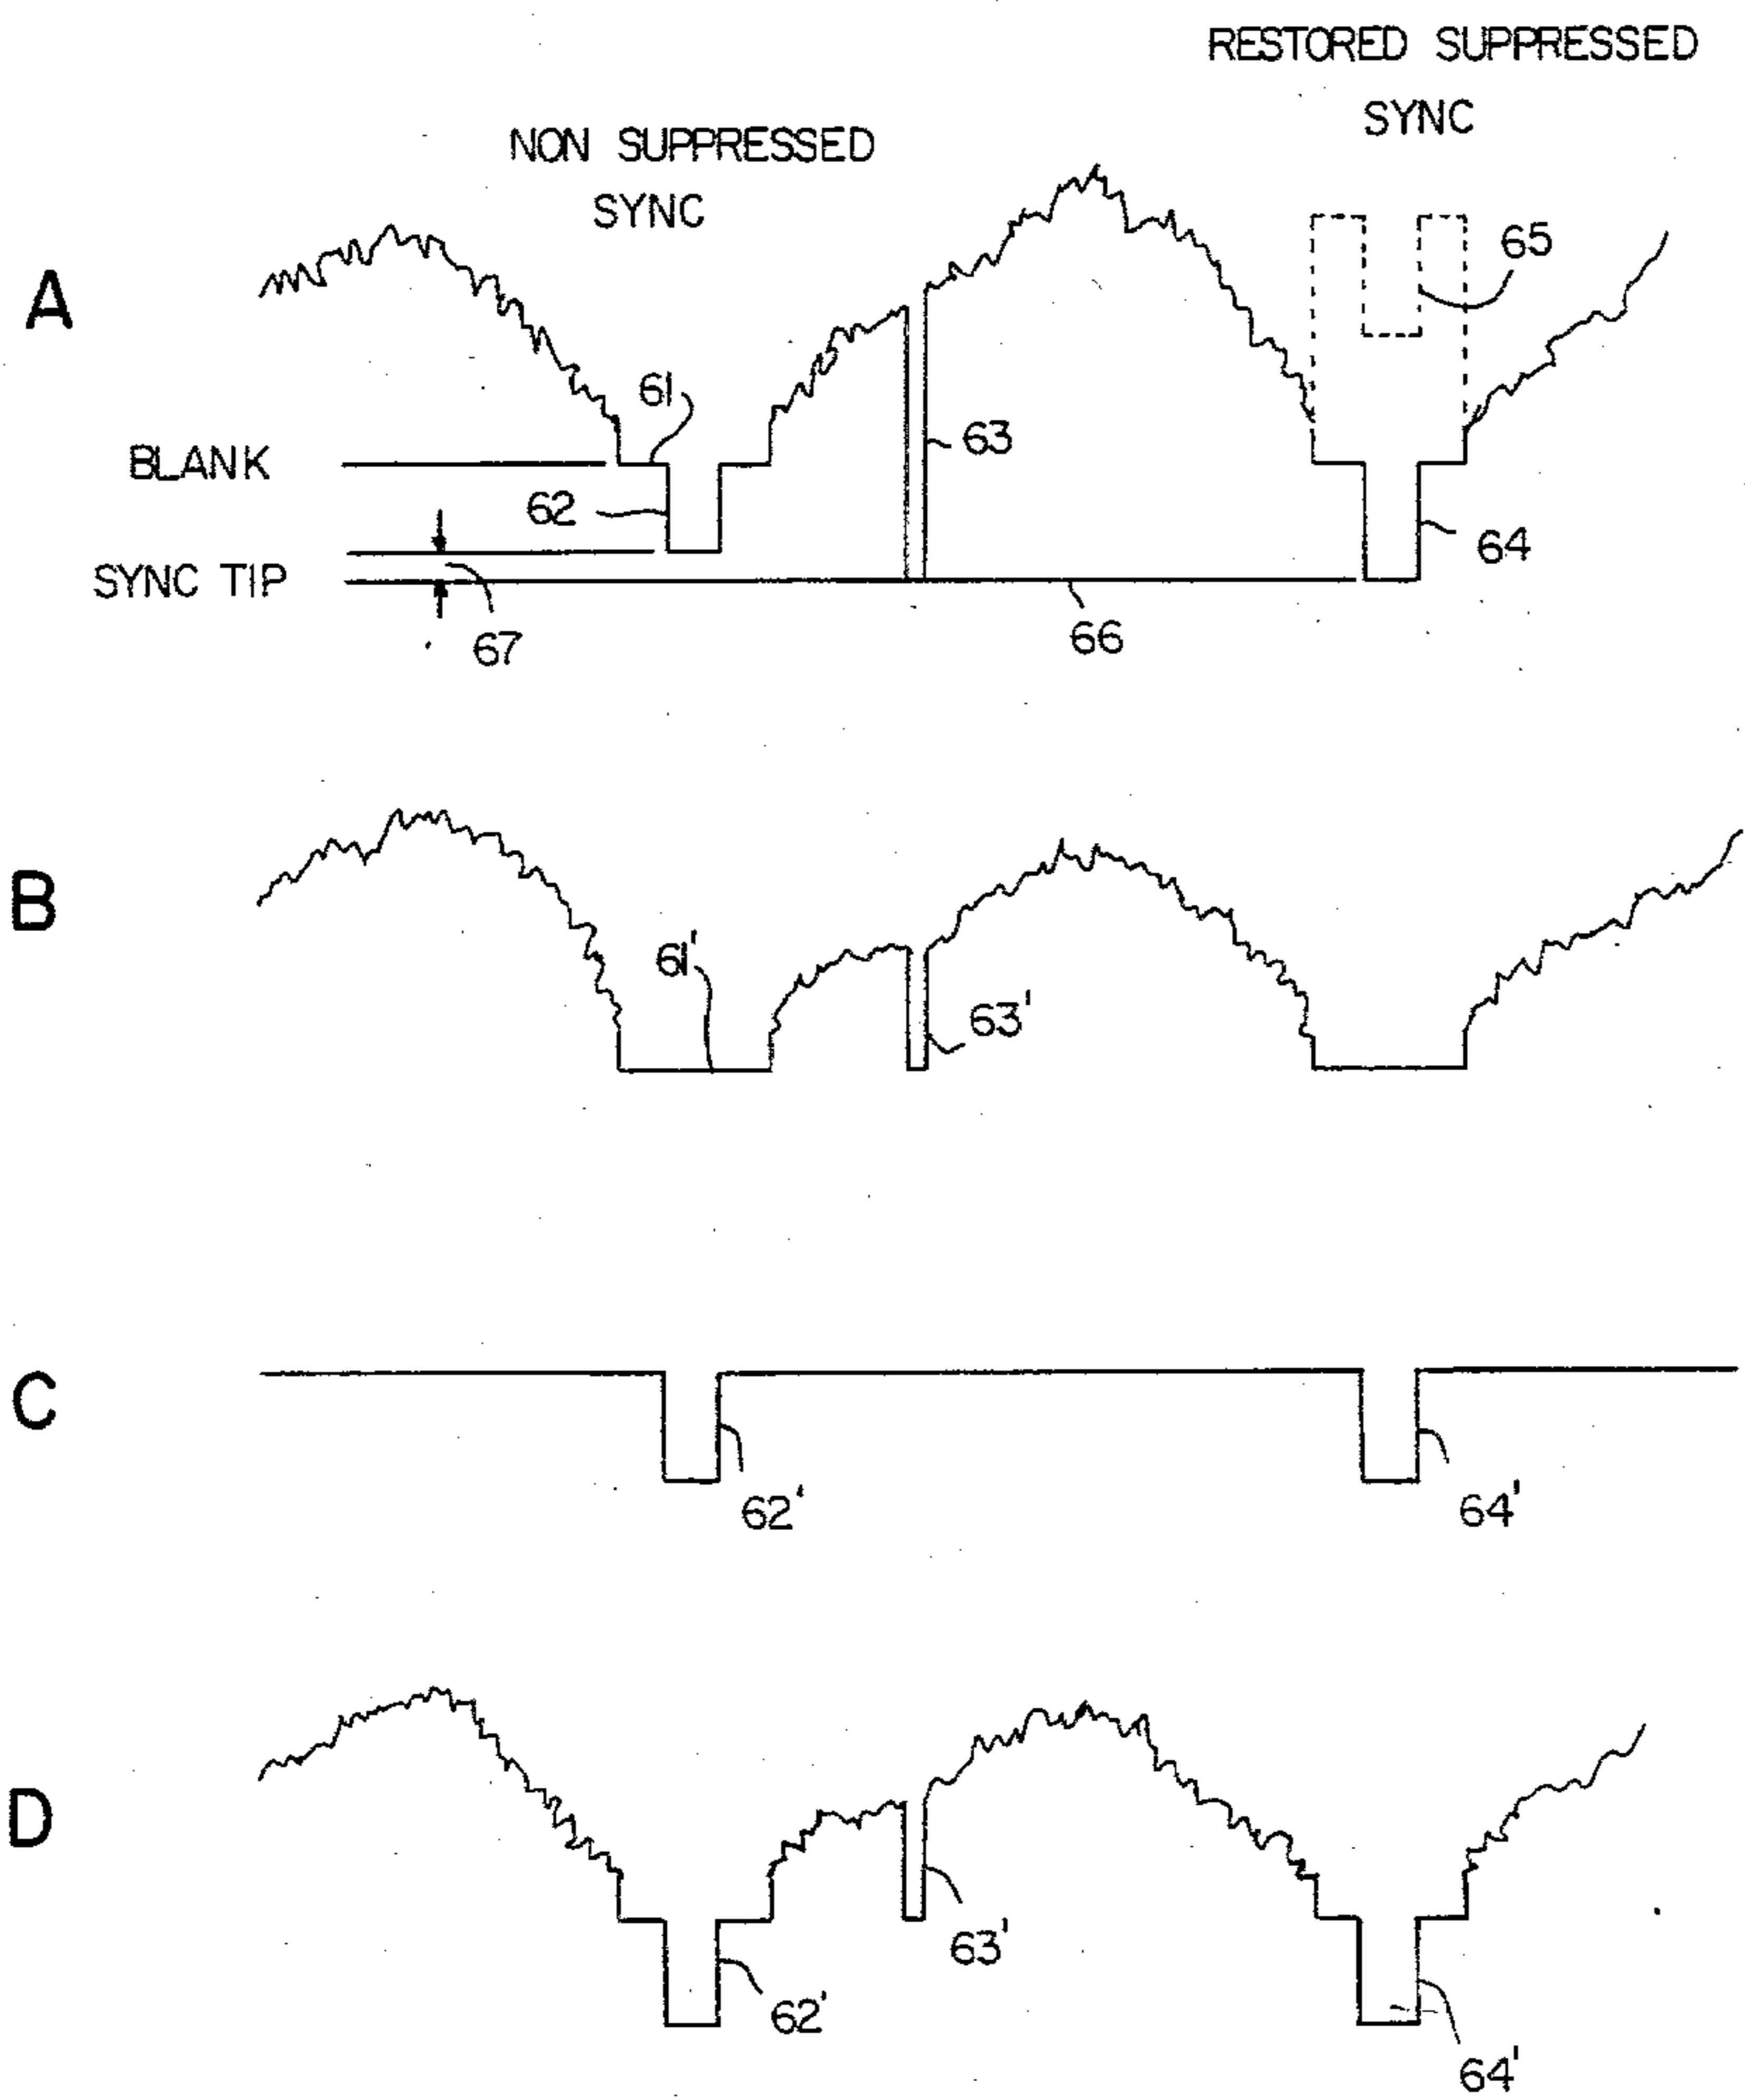 RESTORED SUPPRESSED
SYNC
NON SUPPRESSED
SYNC
A
65
61
63
BLANK
62
64
SYNC TIP
67
66
B
61'
63'
C
62'
64'
D
63'
62'
64'